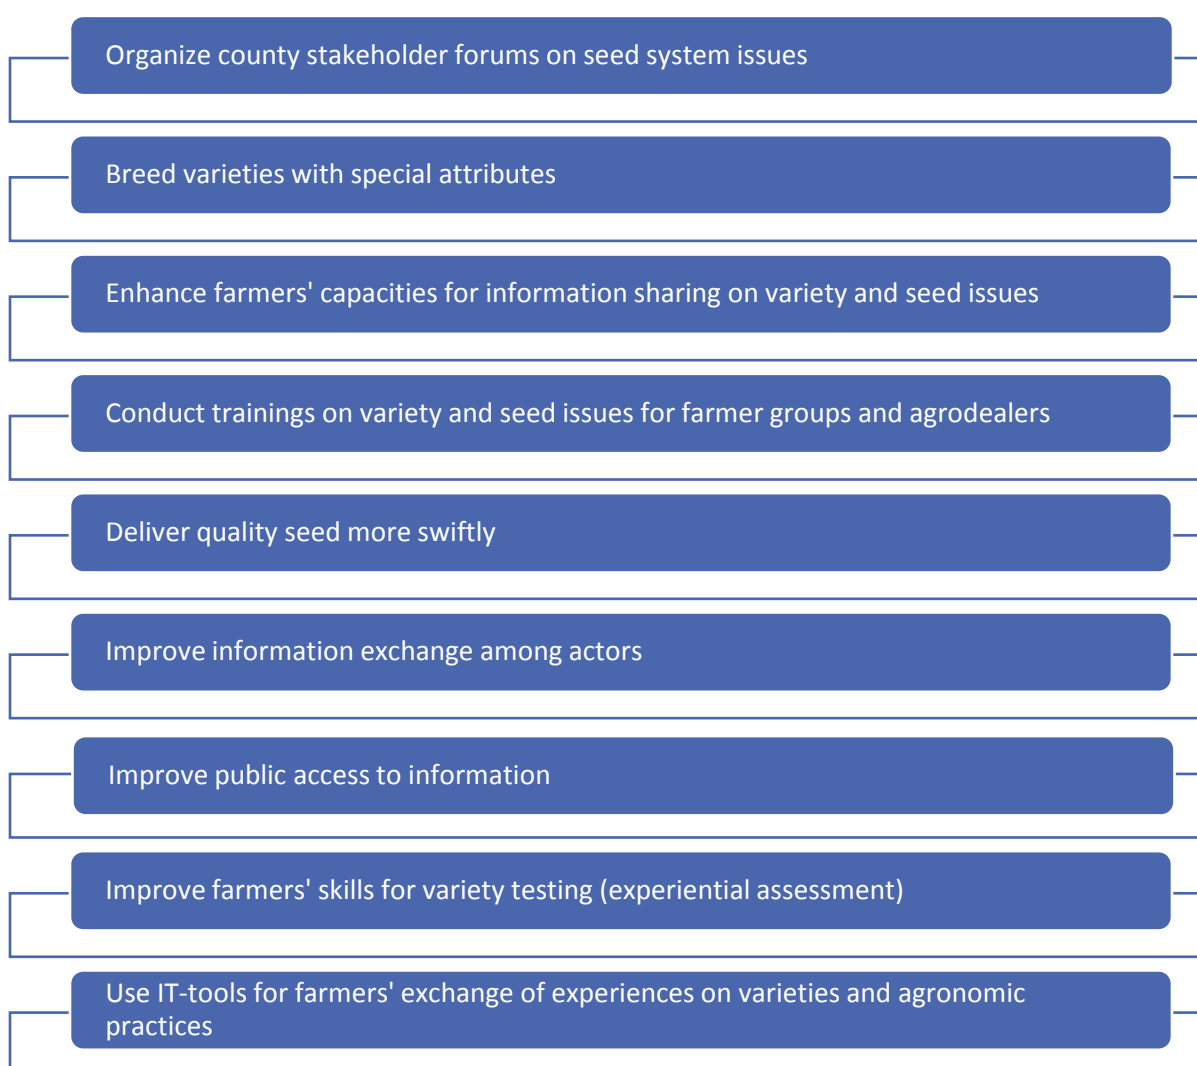 Organize county stakeholder forums on seed system issues
Breed varieties with special attributes
Enhance farmers' capacities for information sharing on variety and seed issues
Conduct trainings on variety and seed issues for farmer groups and agrodealers
Deliver quality seed more swiftly
Improve information exchange among actors
Improve public access to information
Improve farmers' skills for variety testing (experiential assessment)
Use IT-tools for farmers' exchange of experiences on varieties and agronomic
practices